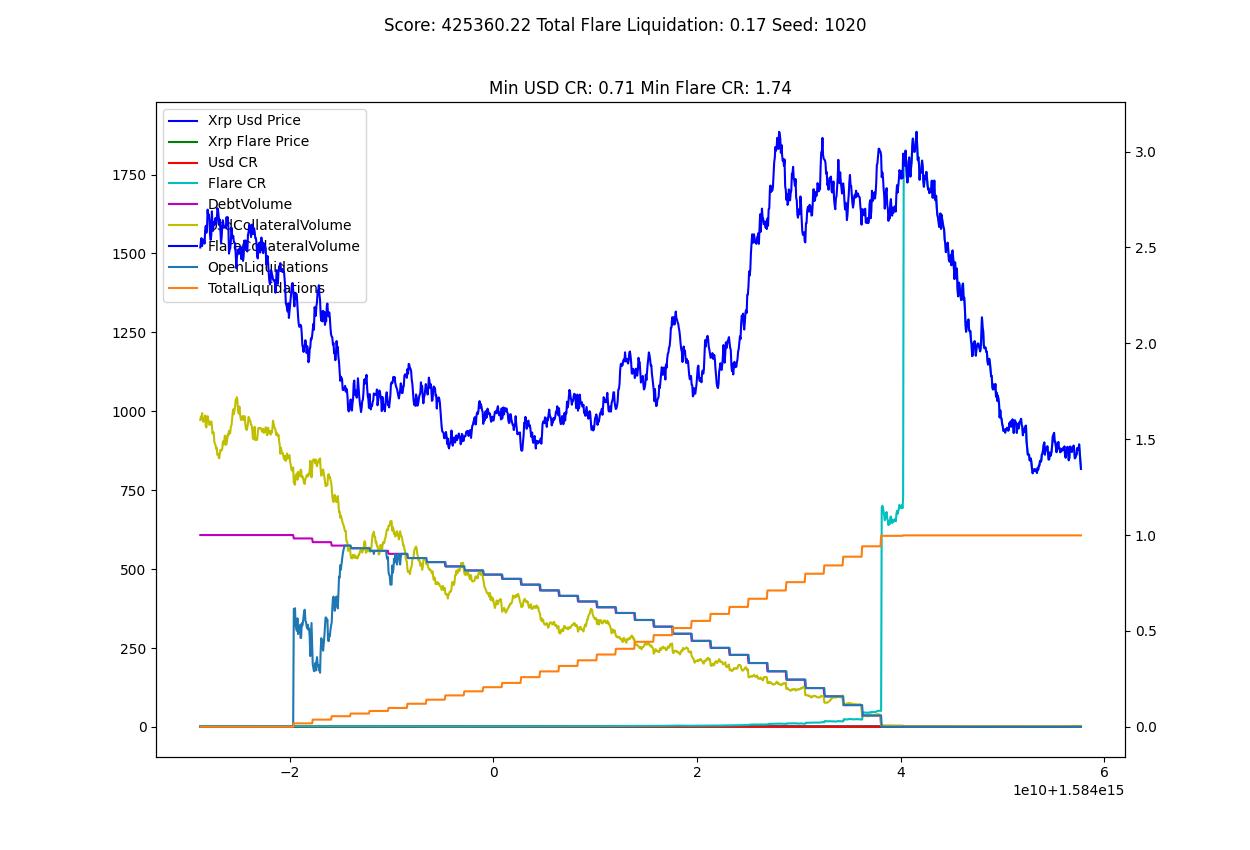 Score: 425360.22 Total Flare Liquidation: 0.17 Seed: 1020
Min USD CR: 0.71 Min Flare CR: 1.74
Xrp Usd Price
Xrp Flare Price
Usd CR
Flare CR
DebtVolume
UsdCollateralVolume
FlareCollateralVolume
OpenLiquidations
TotalLiquidations
1750
1500
1250
1000
750
500
250
0
3.0
2.5
2.0
1.5
1.0
0.5
0.0
−2
0
2
4
6
1e10+1.584e15